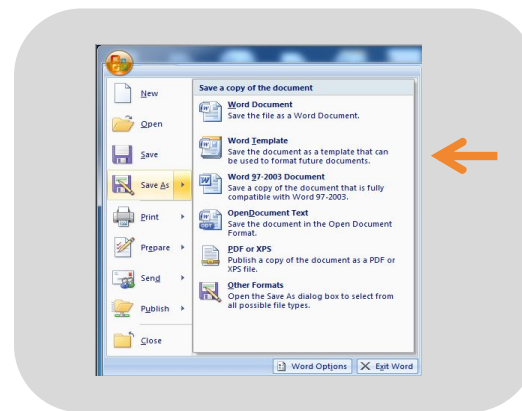 New
Open
Save
Save As
Print
Prepare
Send
Publish
Close
Save a copy of the document
Word Document
Save the file as a Word Document.
Word Template
Save the document as a template that can
be used to format future documents.
Word 97-2003 Document
Save a copy of the document that is fully
compatible with Word 97-2003.
OpenDocument Text
Save the document in the Open Document
Format.
PDF or XPS
Publish a copy of the document as a PDF or
XPS file.
Other Formats
Open the Save As dialog box to select from
all possible file types.
Word Options
Exit Word